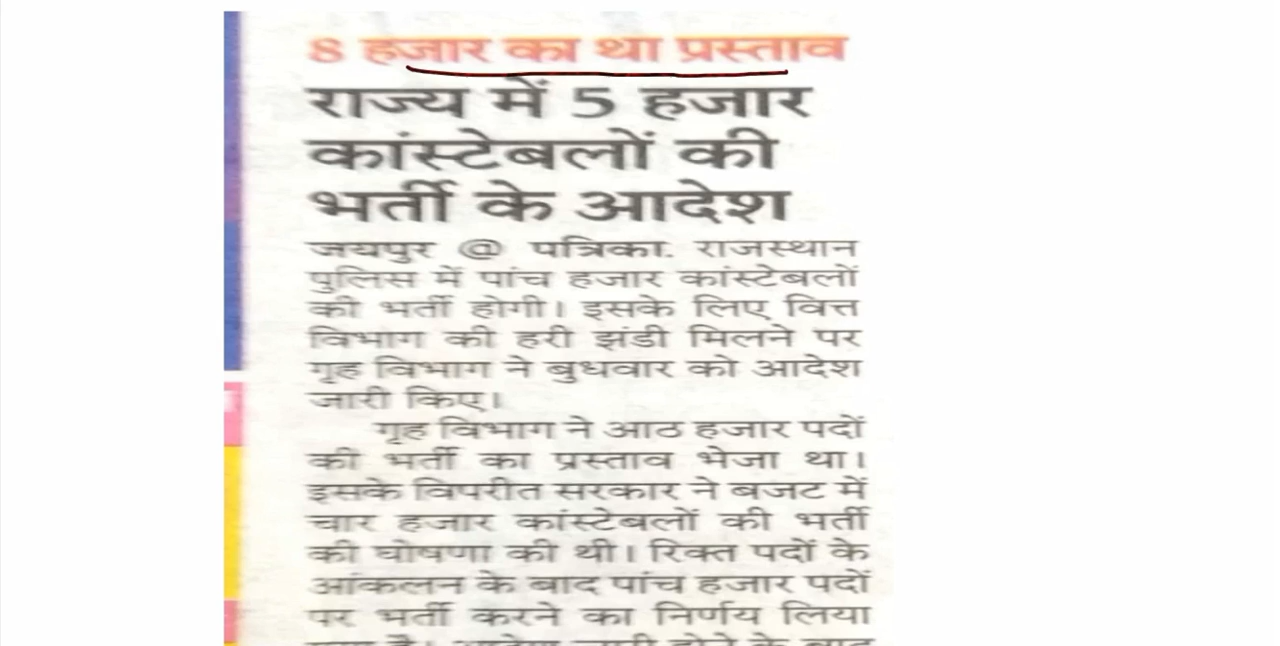 8 हजार का था प्रस्ताव
राज्य में 5 हजार
कांस्टेबलों की
भर्ती के आदेश
जयपुर @ पत्रिका. राजस्थान
पुलिस में पांच हजार कांस्टेबलों
की भर्ती होगी। इसके लिए वित्त
विभाग की हरी झंडी मिलने पर
गृह विभाग ने बुधवार को आदेश
जारी किए।
गृह विभाग ने आठ हजार पदों
की भर्ती का प्रस्ताव भेजा था।
इसके विपरीत सरकार ने बजट में
चार हजार कांस्टेबलों की भर्ती
की घोषणा की थी। रिक्त पदों के
आंकलन के बाद पांच हजार पदों
पर भर्ती करने का निर्णय लिया